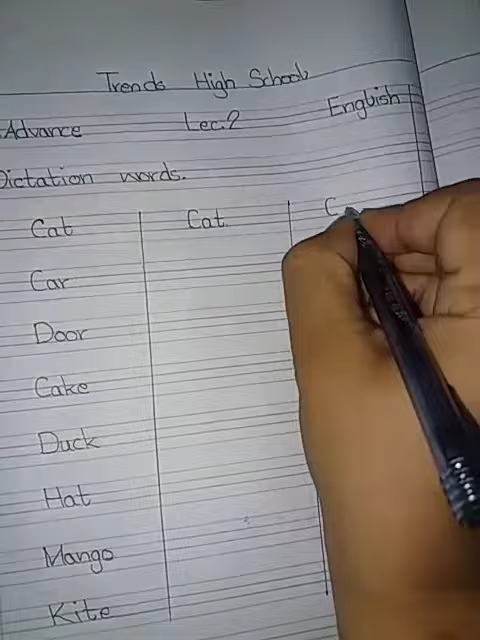 Trends High School
Advance Lec.2 English
Dictation words.
Cat Cat. C
Car
Door
Cake
Duck
Hat
Mango
Kite